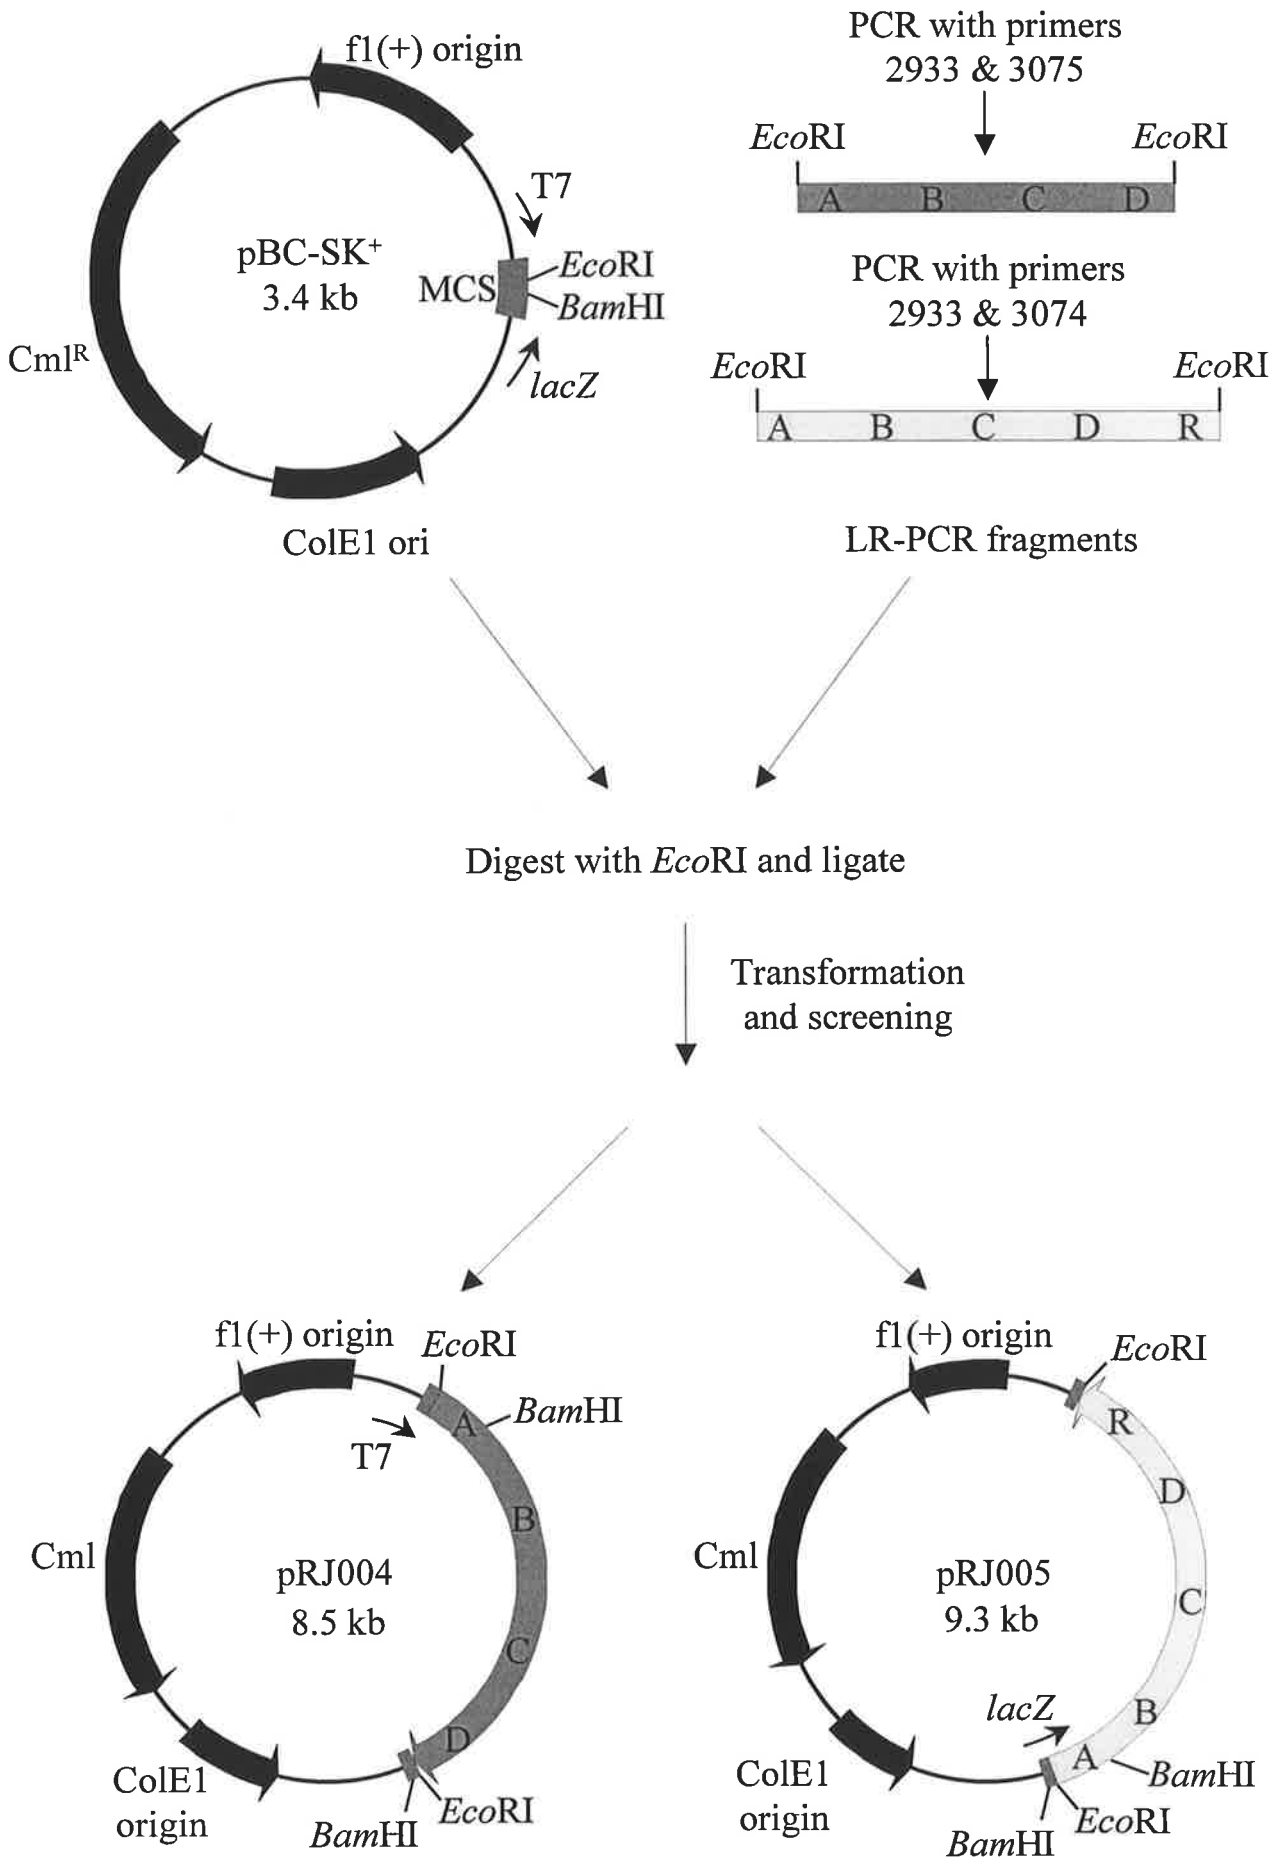 f1(+) origin
T7
pBC-SK+
3.4 kb
MCS
EcoRI
BamHI
CmlR
lacZ
ColE1 ori
PCR with primers
2933 & 3075
EcoRI
EcoRI
A B C D
PCR with primers
2933 & 3074
EcoRI
EcoRI
A B C D R
LR-PCR fragments
Digest with EcoRI and ligate
Transformation
and screening
f1(+) origin
EcoRI
A
BamHI
T7
B
Cml
pRJ004
8.5 kb
C
D
ColE1
origin
EcoRI
BamHI
f1(+) origin
EcoRI
R
D
Cml
pRJ005
9.3 kb
C
lacZ
B
A
ColE1
origin
BamHI
EcoRI
BamHI